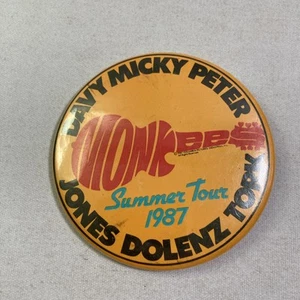 DAVY MICKY PETER
MONKEES
Summer Tour
1987
JONES DOLENZ TORK